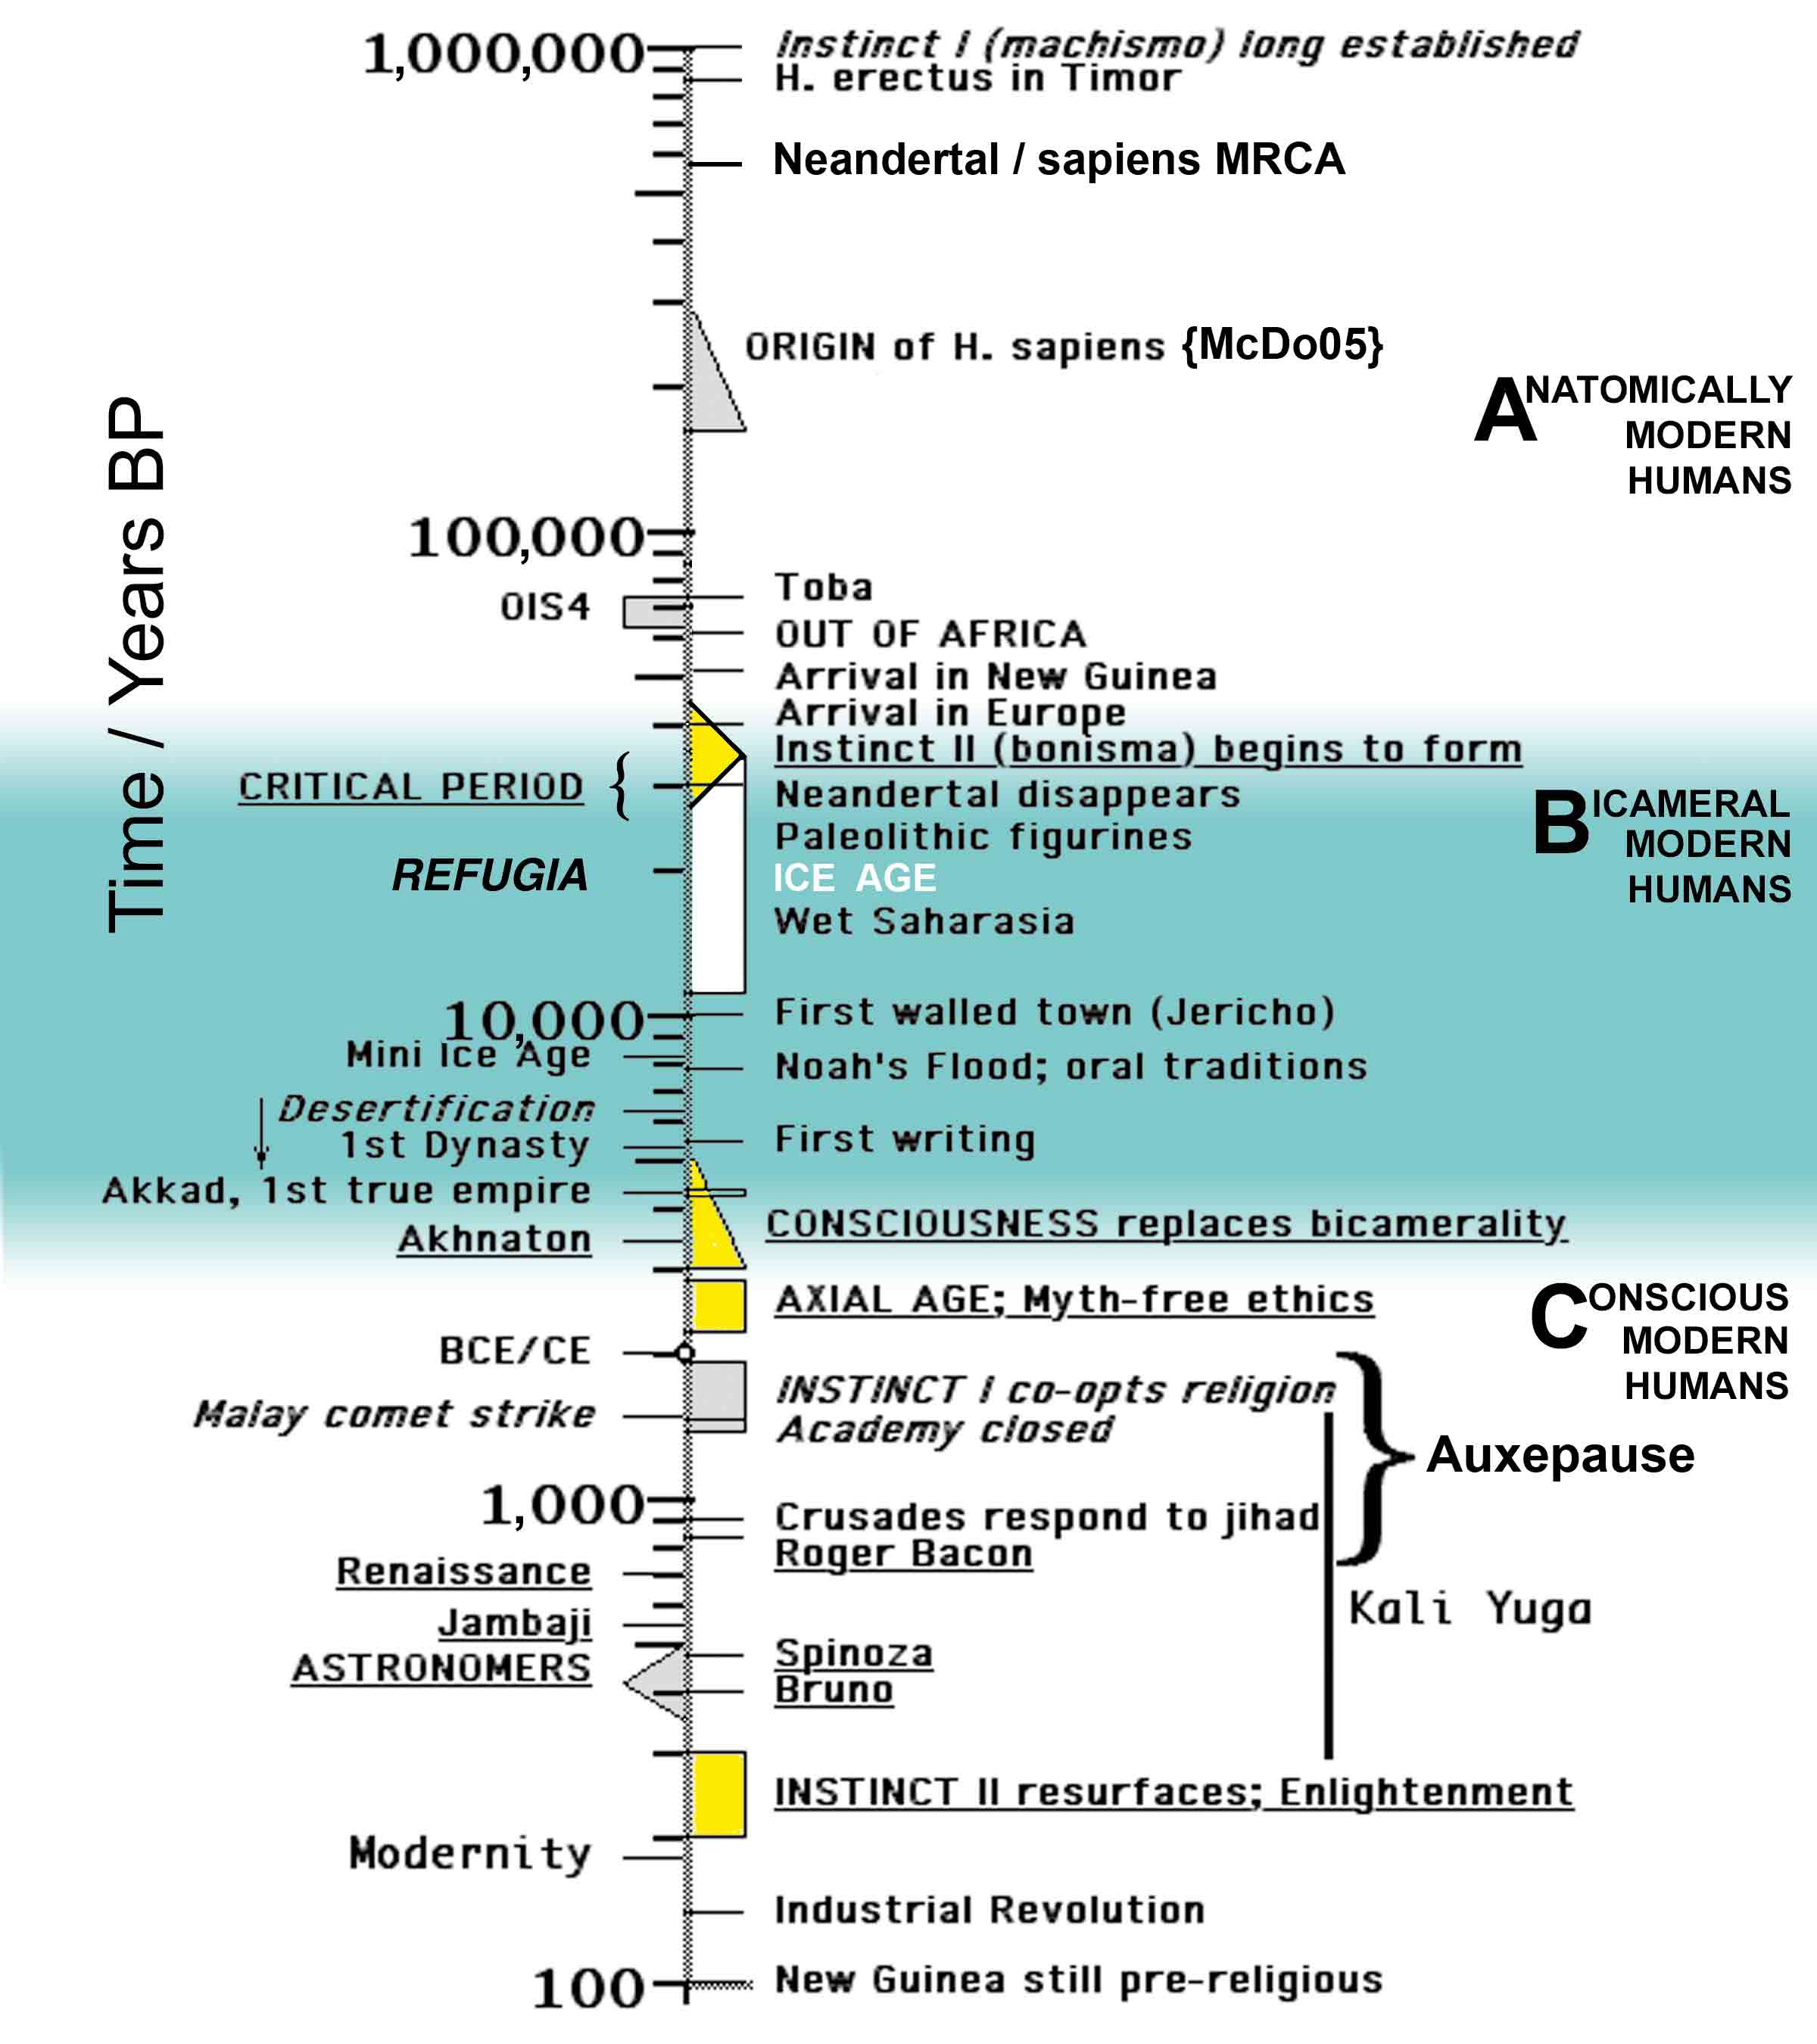 1,000,000
Instinct I (machismo) long established
H. erectus in Timor
Neandertal / sapiens MRCA
ORIGIN of H. sapiens {McDo05}
ANATOMICALLY
MODERN
HUMANS
Time / Years BP
100,000
Toba
OIS4
OUT OF AFRICA
Arrival in New Guinea
Arrival in Europe
Instinct II (bonisma) begins to form
CRITICAL PERIOD {
Neandertal disappears
BICAMERAL
MODERN
HUMANS
Paleolithic figurines
REFUGIA
ICE AGE
Wet Saharasia
10,000
First walled town (Jericho)
Mini Ice Age
Noah's Flood; oral traditions
Desertification
1st Dynasty
First writing
Akkad, 1st true empire
CONSCIOUSNESS replaces bicamerality
Akhnaton
AXIAL AGE; Myth-free ethics
CONSCIOUS
MODERN
HUMANS
BCE/CE
INSTINCT I co-opts religion
Malay comet strike
Academy closed
Auxepause
1,000
Crusades respond to jihad
Roger Bacon
Renaissance
Kali Yuga
Jambaji
Spinoza
ASTRONOMERS
Bruno
INSTINCT II resurfaces; Enlightenment
Modernity
Industrial Revolution
100
New Guinea still pre-religious